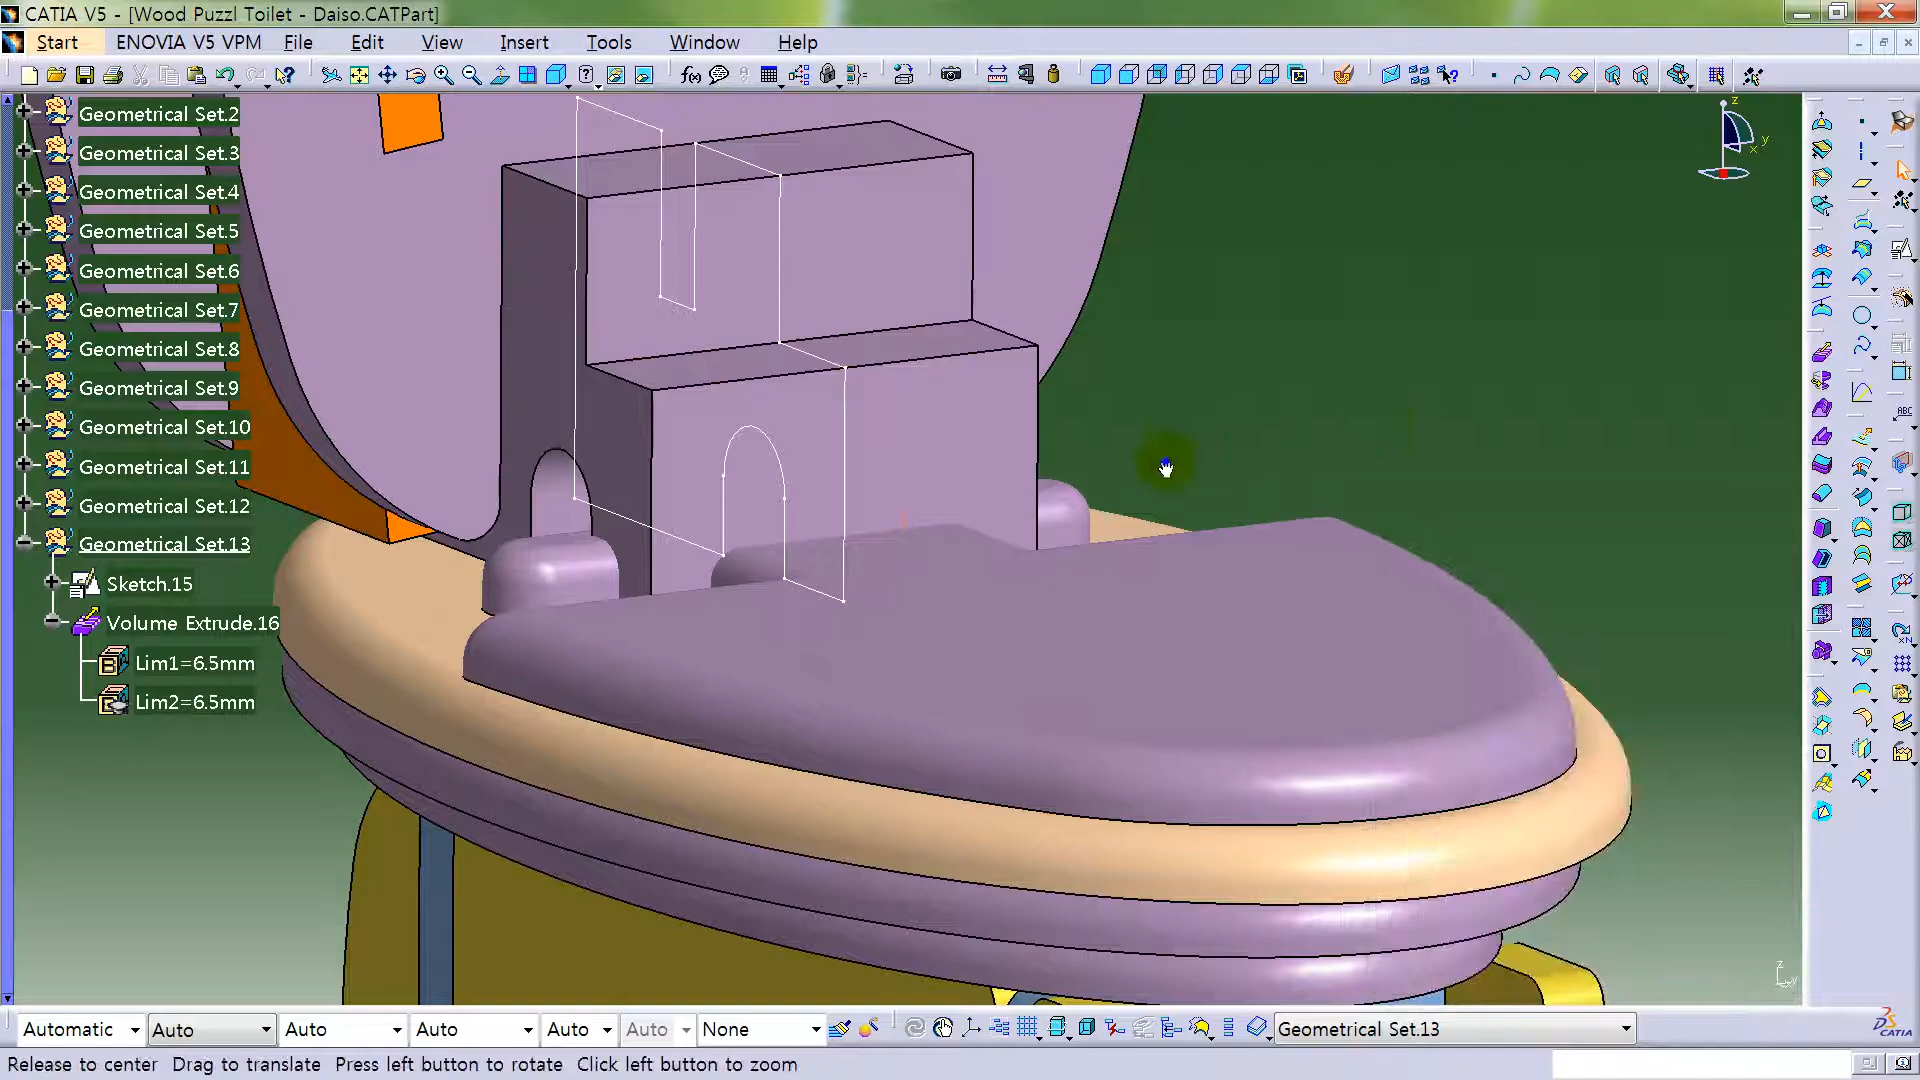 CATIA V5 - [Wood Puzzl Toilet - Daiso.CATPart]
Start ENOVIA V5 VPM File Edit View Insert Tools Window Help
z
y
x
Geometrical Set.2
Geometrical Set.3
Geometrical Set.4
Geometrical Set.5
Geometrical Set.6
Geometrical Set.7
Geometrical Set.8
Geometrical Set.9
Geometrical Set.10
Geometrical Set.11
Geometrical Set.12
Geometrical Set.13
Sketch.15
Volume Extrude.16
Lim1=6.5mm
Lim2=6.5mm
Automatic Auto Auto Auto Auto Auto None Geometrical Set.13
Release to center Drag to translate Press left button to rotate Click left button to zoom